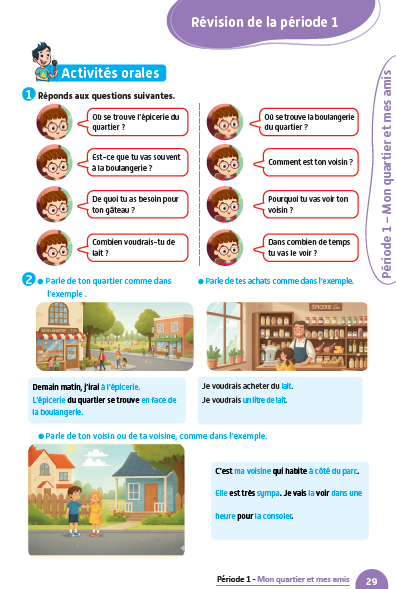 Révision de la période 1
Activités orales
1 Réponds aux questions suivantes.
Où se trouve l'épicerie du
quartier ?
Est-ce que tu vas souvent
à la boulangerie ?
De quoi tu as besoin pour
ton gâteau ?
Combien voudrais-tu de
lait ?
Où se trouve la boulangerie
du quartier ?
Comment est ton voisin ?
Pourquoi tu vas voir ton
voisin ?
Dans combien de temps
tu vas le voir ?
2 ● Parle de ton quartier comme dans
l'exemple .
● Parle de tes achats comme dans l'exemple.
BOULANGERIE
ÉPICERIE
Demain matin, j'irai à l'épicerie.
L'épicerie du quartier se trouve en face de
la boulangerie.
Je voudrais acheter du lait.
Je voudrais un litre de lait.
● Parle de ton voisin ou de ta voisine, comme dans l'exemple.
C'est ma voisine qui habite à côté du parc.
Elle est très sympa. Je vais la voir dans une
heure pour la consoler.
Période 1 – Mon quartier et mes amis
Période 1 - Mon quartier et mes amis
29